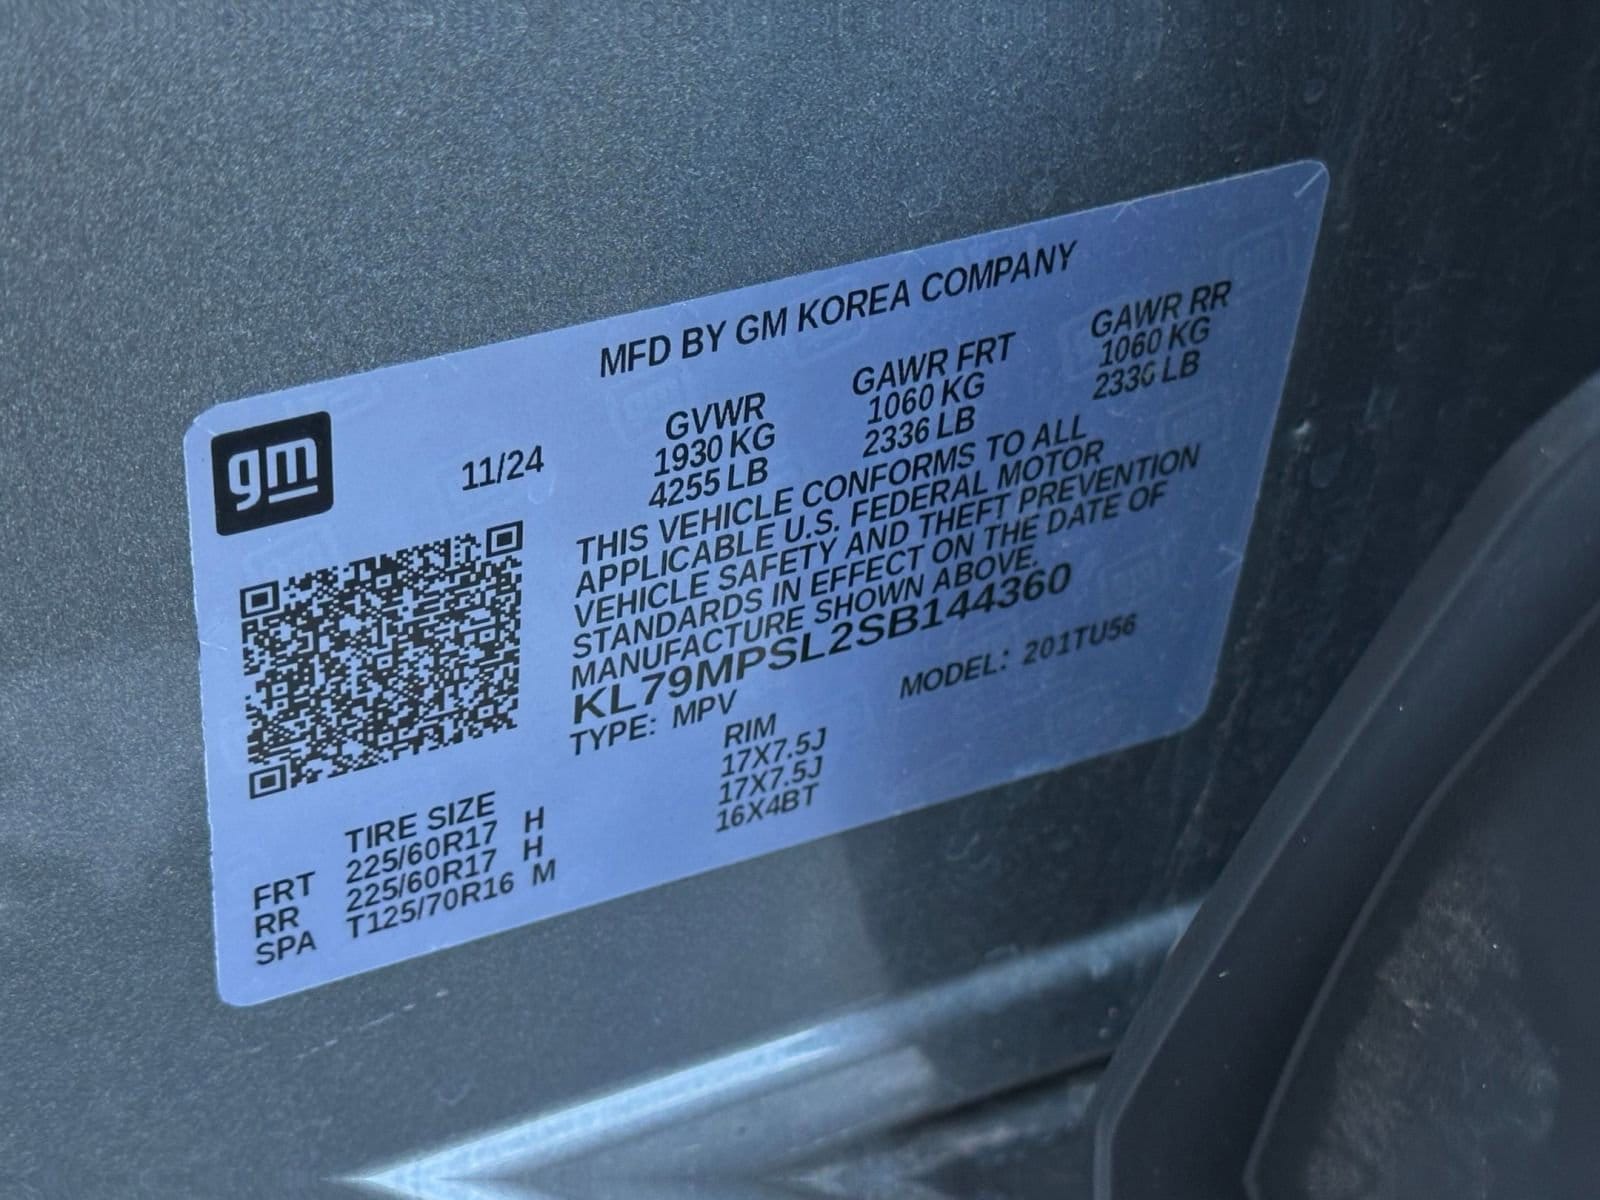 MFD BY GM KOREA COMPANY
gm
11/24
GVWR GAWR FRT GAWR RR
1930 KG 1060 KG 1060 KG
4255 LB 2336 LB 2336 LB
THIS VEHICLE CONFORMS TO ALL
APPLICABLE U.S. FEDERAL MOTOR
VEHICLE SAFETY AND THEFT PREVENTION
STANDARDS IN EFFECT ON THE DATE OF
MANUFACTURE SHOWN ABOVE.
KL79MPSL2SB144360
TYPE: MPV MODEL: 201TU56
TIRE SIZE RIM
FRT 225/60R17 H 17X7.5J
RR 225/60R17 H 17X7.5J
SPA T125/70R16 M 16X4BT